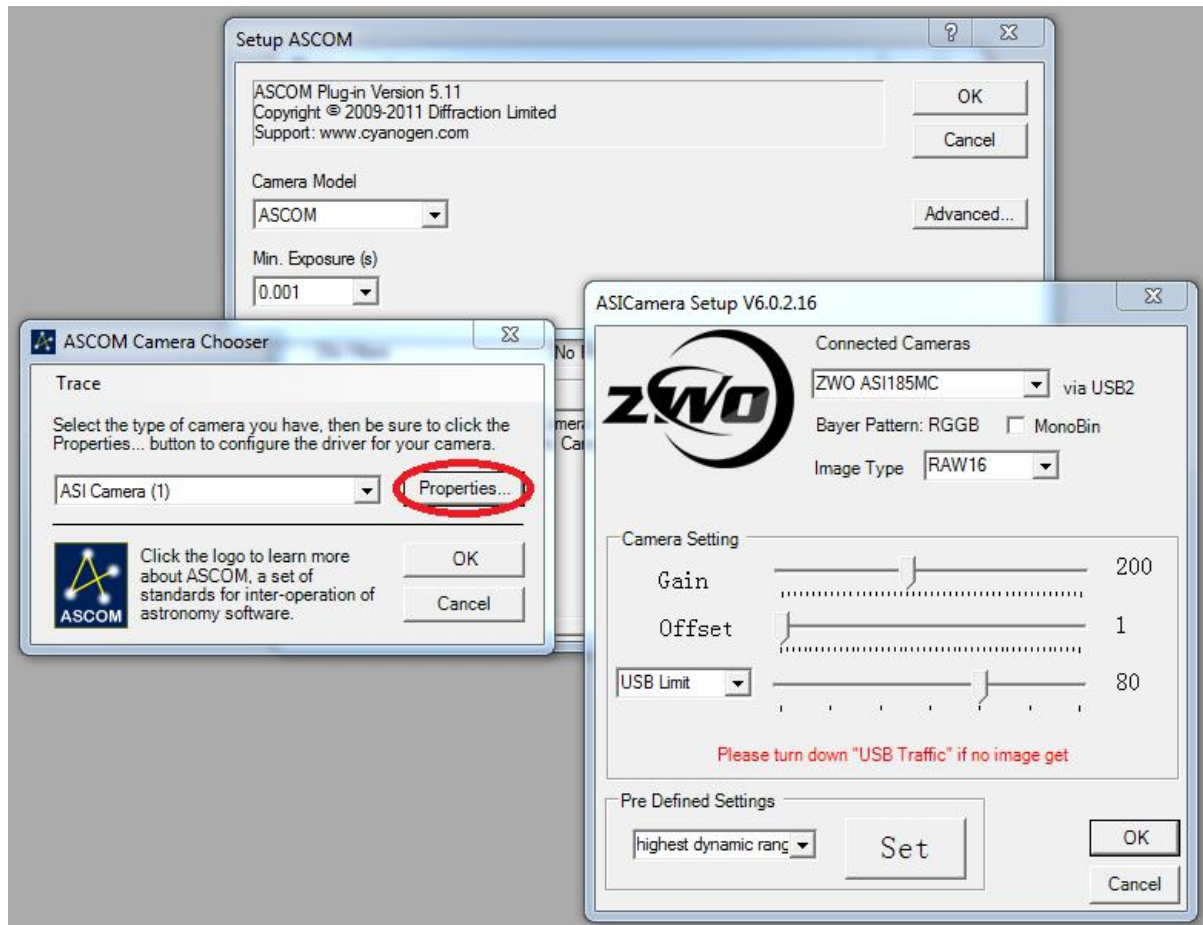 Setup ASCOM
ASCOM Plug-in Version 5.11
Copyright © 2009-2011 Diffraction Limited
Support: www.cyanogen.com
OK
Cancel
Camera Model
ASCOM
Advanced...
Min. Exposure (s)
0.001
ASCOM Camera Chooser
Trace
Select the type of camera you have, then be sure to click the
Properties... button to configure the driver for your camera.
ASI Camera (1)
Properties...
ASCOM
Click the logo to learn more
about ASCOM, a set of
standards for inter-operation of
astronomy software.
OK
Cancel
No
Ca
ASICamera Setup V6.0.2.16
ZWO
Connected Cameras
ZWO ASI185MC
via USB2
Bayer Pattern: RGGB
MonoBin
Image Type
RAW16
Camera Setting
Gain
200
Offset
1
USB Limit
80
Please turn down "USB Traffic" if no image get
Pre Defined Settings
highest dynamic rang
Set
OK
Cancel